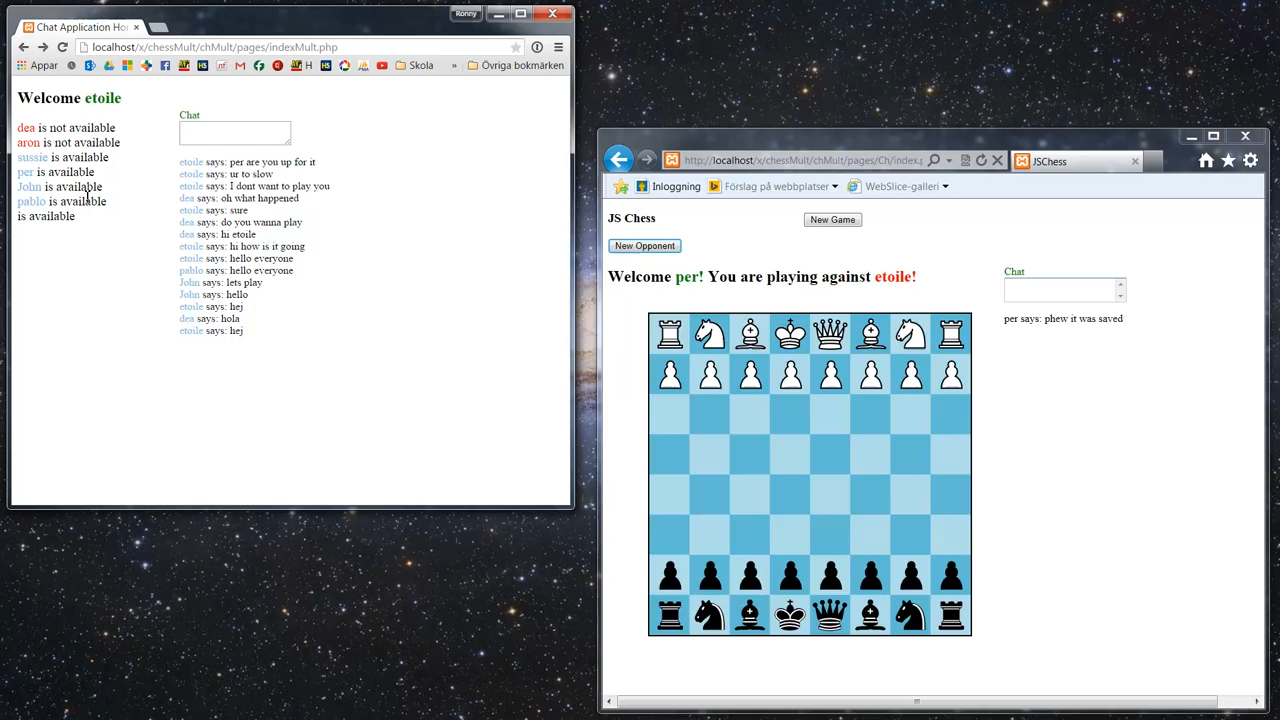 Ronny
Chat Application Ho
localhost/x/chessMult/chMult/pages/indexMult.php
Appar
H
Skola
»
Övriga bokmärken
Welcome etoile
dea is not available
aron is not available
sussie is available
per is available
John is available
pablo is available
is available
Chat
etoile says: per are you up for it
etoile says: ur to slow
etoile says: I dont want to play you
dea says: oh what happened
etoile says: sure
dea says: do you wanna play
dea says: hi etoile
etoile says: hi how is it going
etoile says: hello everyone
pablo says: hello everyone
John says: lets play
John says: hello
etoile says: hej
dea says: hola
etoile says: hej
http://localhost/x/chessMult/chMult/pages/Ch/index.
JSChess
Inloggning
Förslag på webbplatser
WebSlice-galleri
JS Chess
New Game
New Opponent
Welcome per! You are playing against etoile!
Chat
per says: phew it was saved